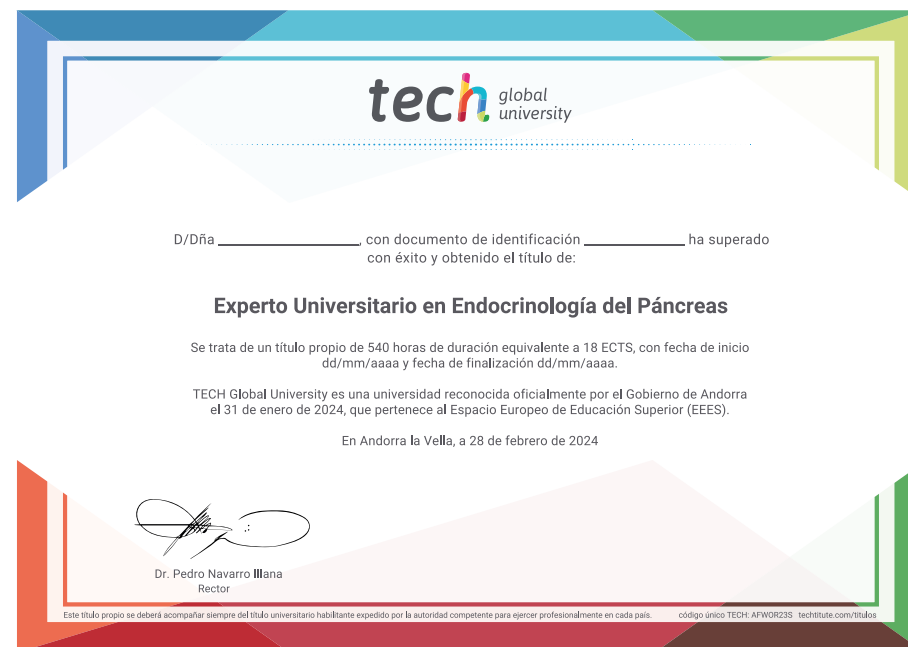 tech global university
D/Dña ____________________, con documento de identificación ______________ ha superado
con éxito y obtenido el título de:
Experto Universitario en Endocrinología del Páncreas
Se trata de un título propio de 540 horas de duración equivalente a 18 ECTS, con fecha de inicio
dd/mm/aaaa y fecha de finalización dd/mm/aaaa.
TECH Global University es una universidad reconocida oficialmente por el Gobierno de Andorra
el 31 de enero de 2024, que pertenece al Espacio Europeo de Educación Superior (EEES).
En Andorra la Vella, a 28 de febrero de 2024
Dr. Pedro Navarro Illana
Rector
Este título propio se deberá acompañar siempre del título universitario habilitante expedido por la autoridad competente para ejercer profesionalmente en cada país. código único TECH: AFWOR23S techtitute.com/titulos